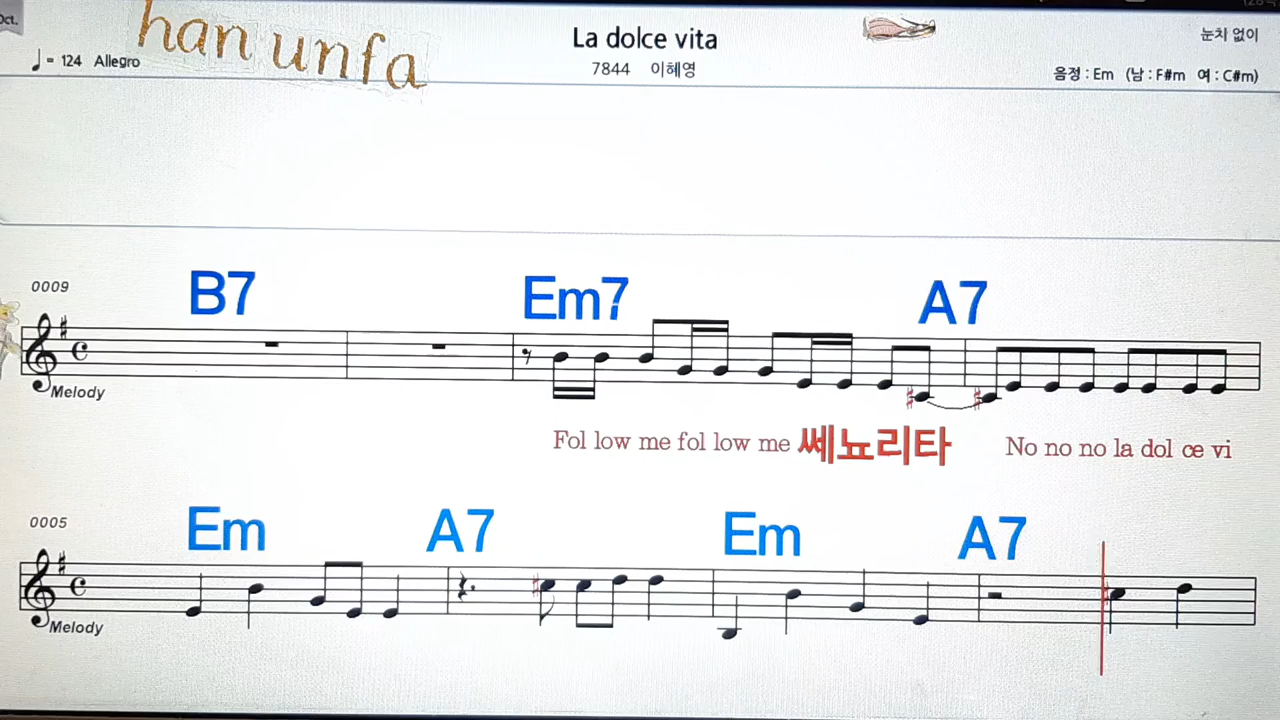 Oct.
han unfa
La dolce vita
눈치 없이
= 124 Allegro
7844 이혜영
음정 : Em (남 : F#m 여 : C#m)
B7 Em7 A7
0009
Melody
Fol low me fol low me 쎄뇨리타 No no no la dol ce vi
Em A7 Em A7
0005
Melody